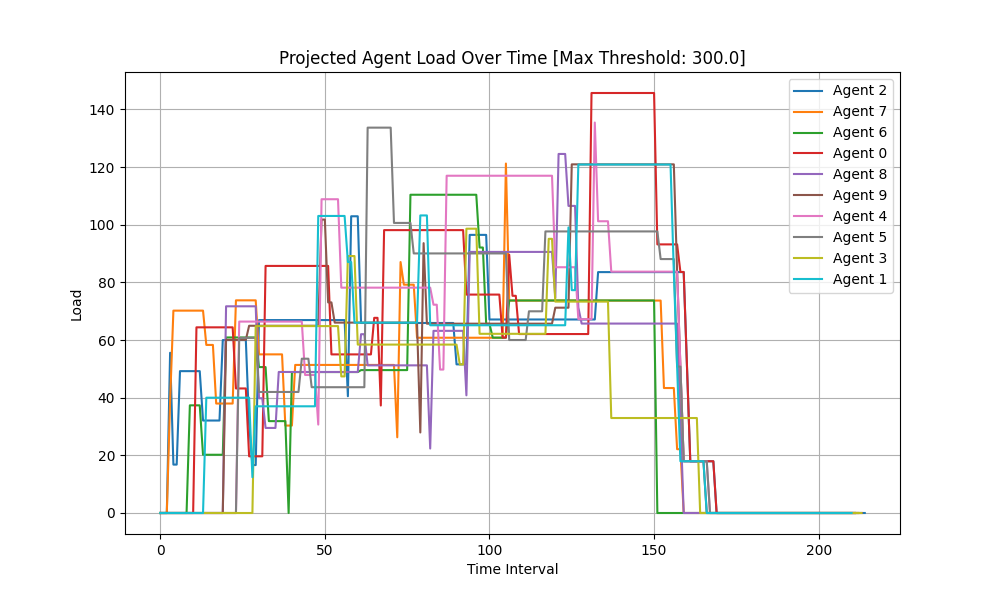 Projected Agent Load Over Time [Max Threshold: 300.0]
Load
140
120
100
80
60
40
20
0
0 50 100 150 200
Time Interval
Agent 2
Agent 7
Agent 6
Agent 0
Agent 8
Agent 9
Agent 4
Agent 5
Agent 3
Agent 1